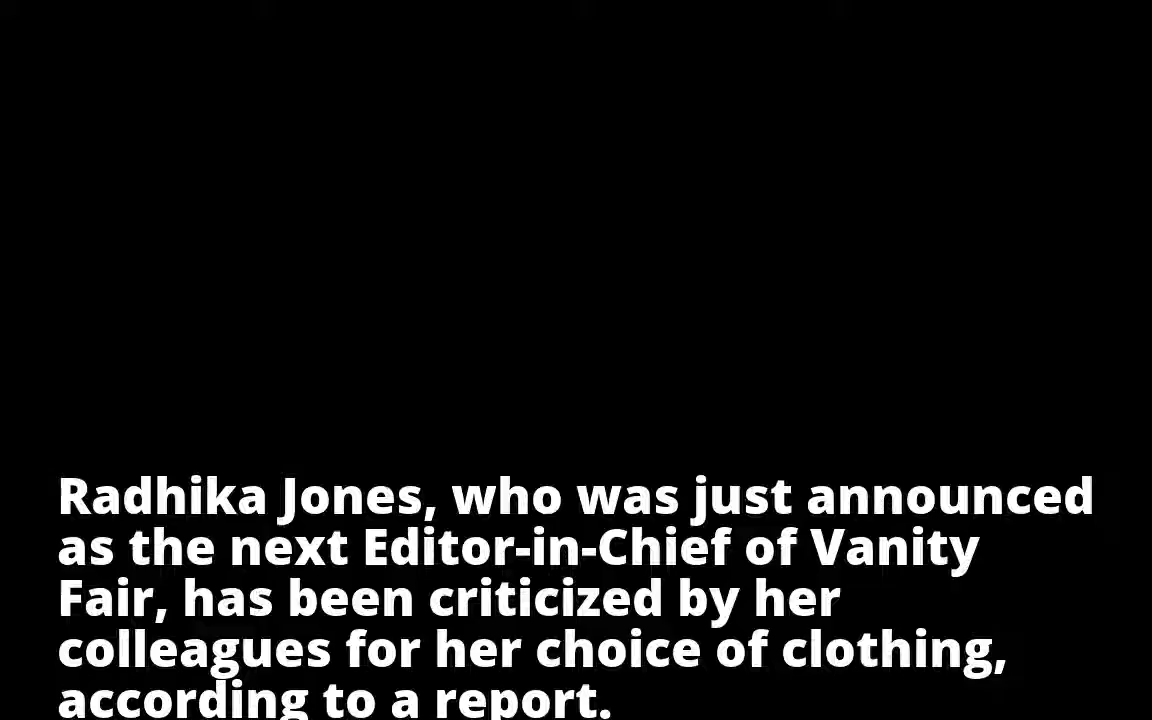 Radhika Jones, who was just announced
as the next Editor-in-Chief of Vanity
Fair, has been criticized by her
colleagues for her choice of clothing,
according to a report.